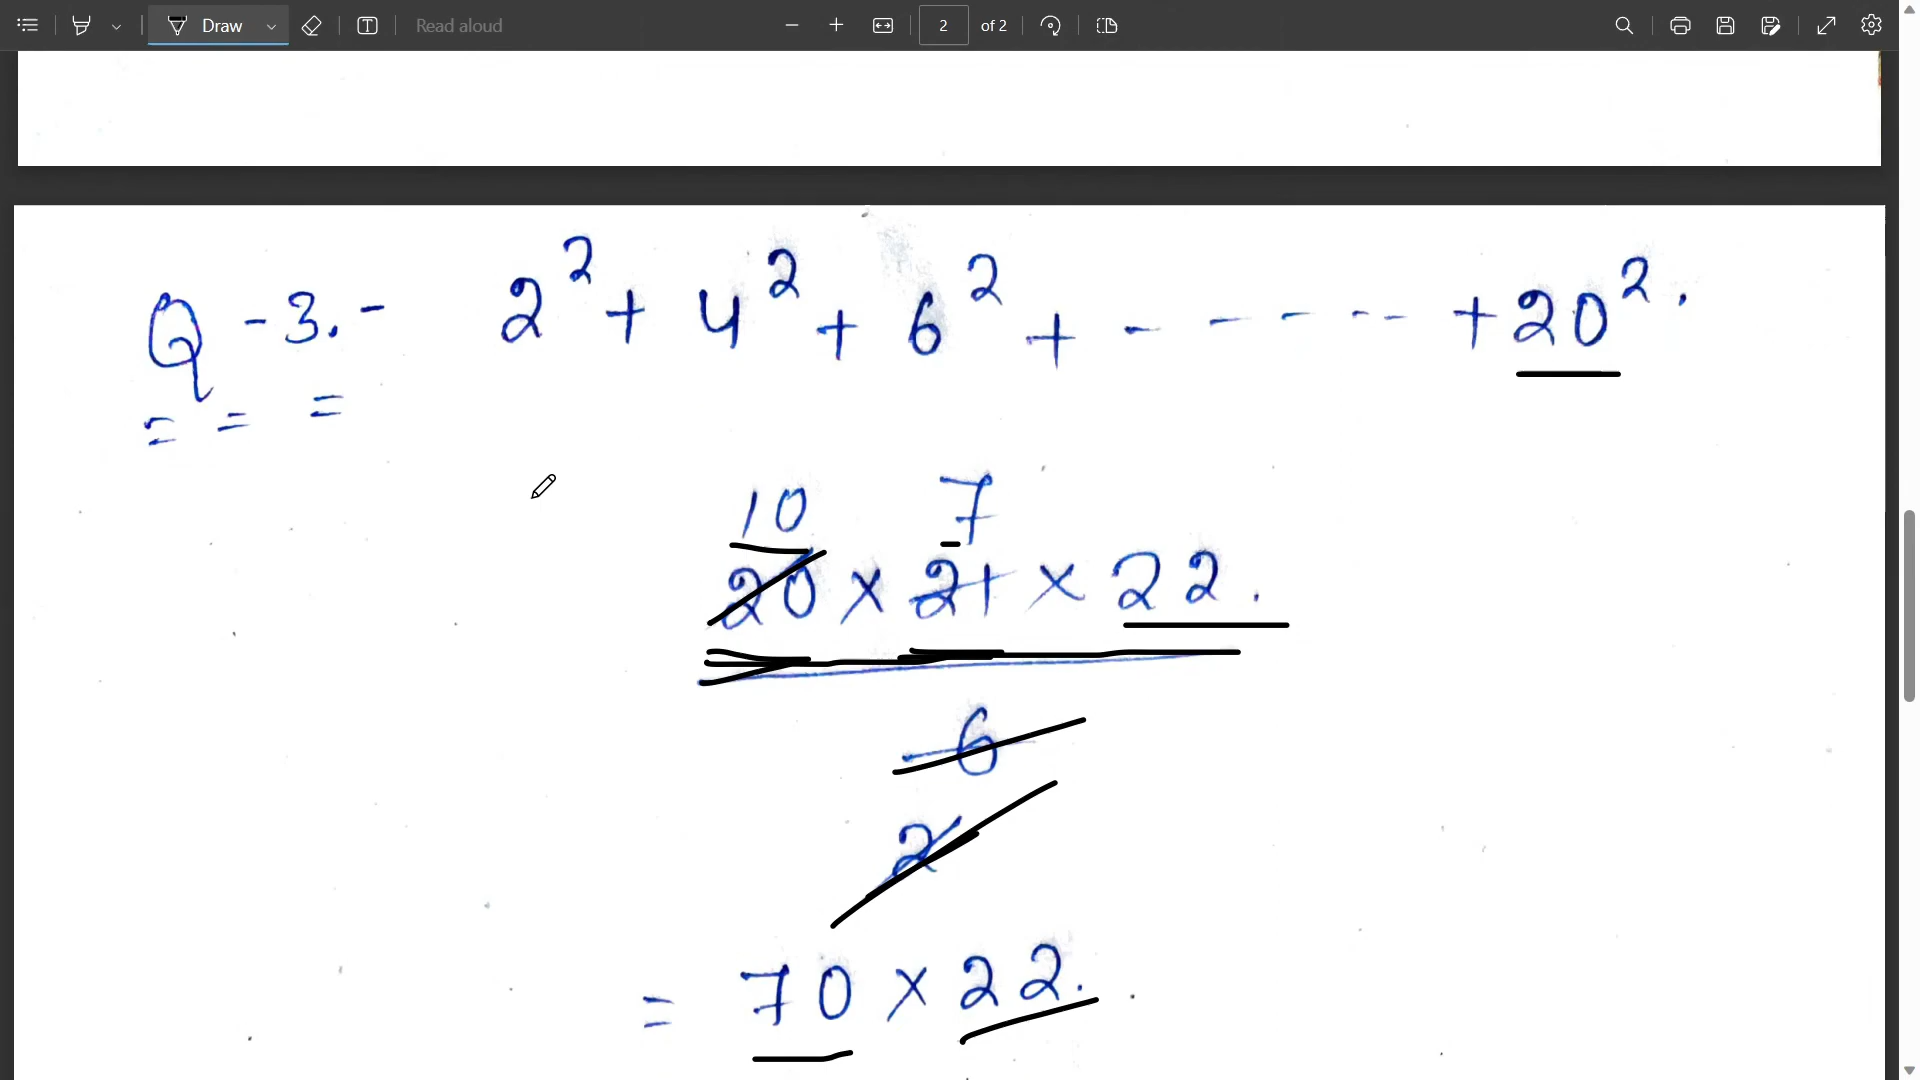 Draw Read aloud 2 of 2
Q - 3. - 2² + 4² + 6² + - - - - - + 20².
= = =
10 7
20 × 21 × 22.
6
2
= 70 × 22.